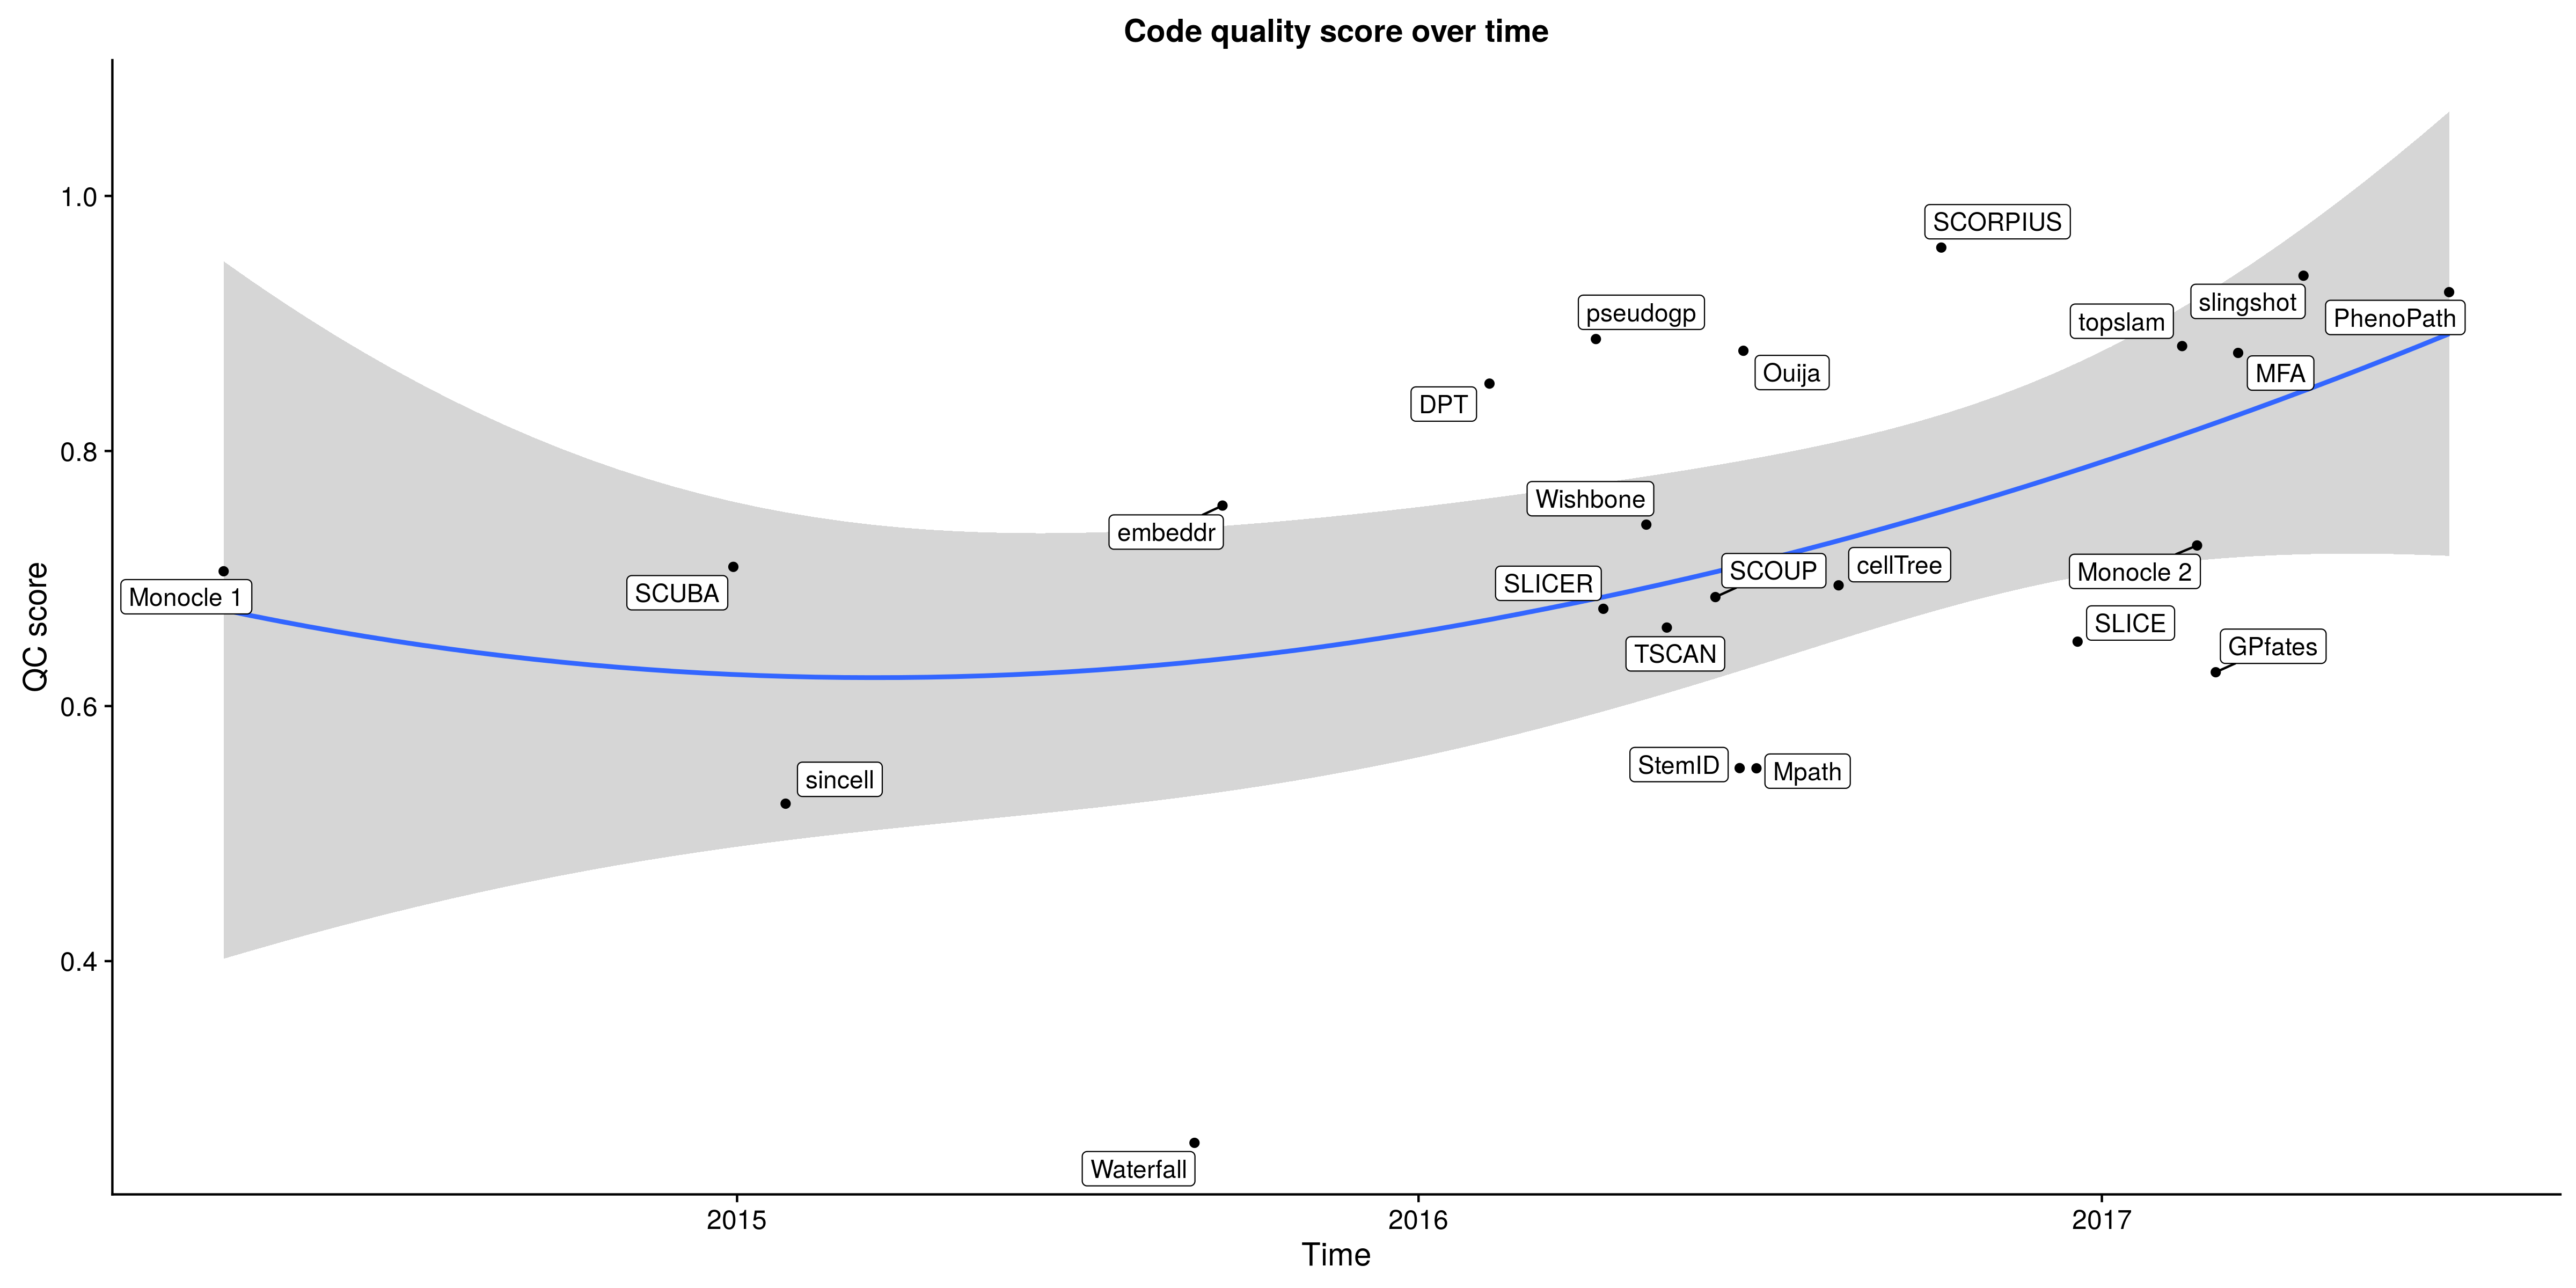 Code quality score over time
QC score
1.0
0.8
0.6
0.4
SCORPIUS
slingshot
pseudogp
topslam
PhenoPath
Ouija
MFA
DPT
Wishbone
embeddr
SCOUP
cellTree
Monocle 2
SLICER
Monocle 1
SCUBA
SLICE
GPfates
TSCAN
StemID
Mpath
sincell
Waterfall
2015
2016
2017
Time